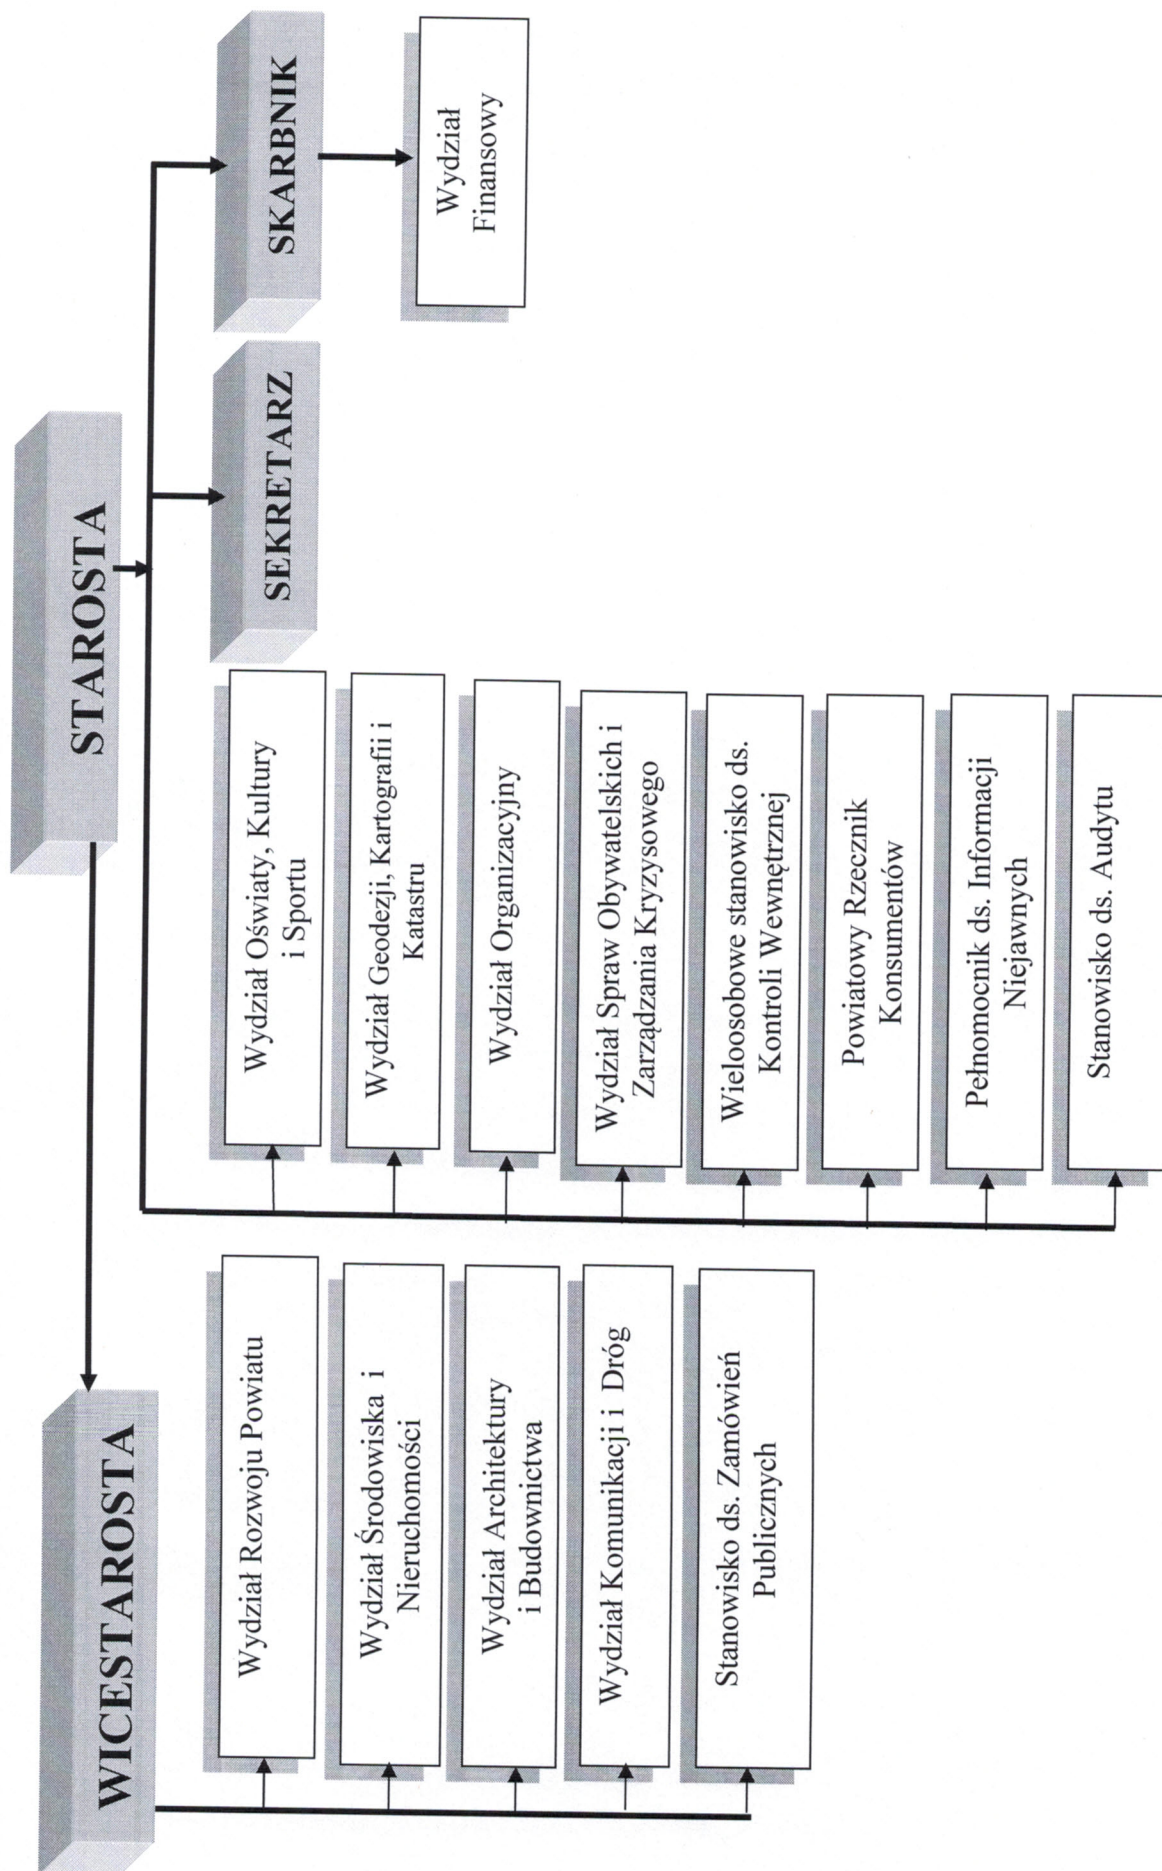 STAROSTA
WICESTAROSTA
Wydział Rozwoju Powiatu
Wydział Środowiska i
Nieruchomości
Wydział Architektury
i Budownictwa
Wydział Komunikacji i Dróg
Stanowisko ds. Zamówień
Publicznych
Wydział Oświaty, Kultury
i Sportu
Wydział Geodezji, Kartografii i
Katastru
Wydział Organizacyjny
Wydział Spraw Obywatelskich i
Zarządzania Kryzysowego
Wieloosobowe stanowisko ds.
Kontroli Wewnętrznej
Powiatowy Rzecznik
Konsumentów
Pełnomocnik ds. Informacji
Niejawnych
Stanowisko ds. Audytu
SEKRETARZ
SKARBNIK
Wydział
Finansowy